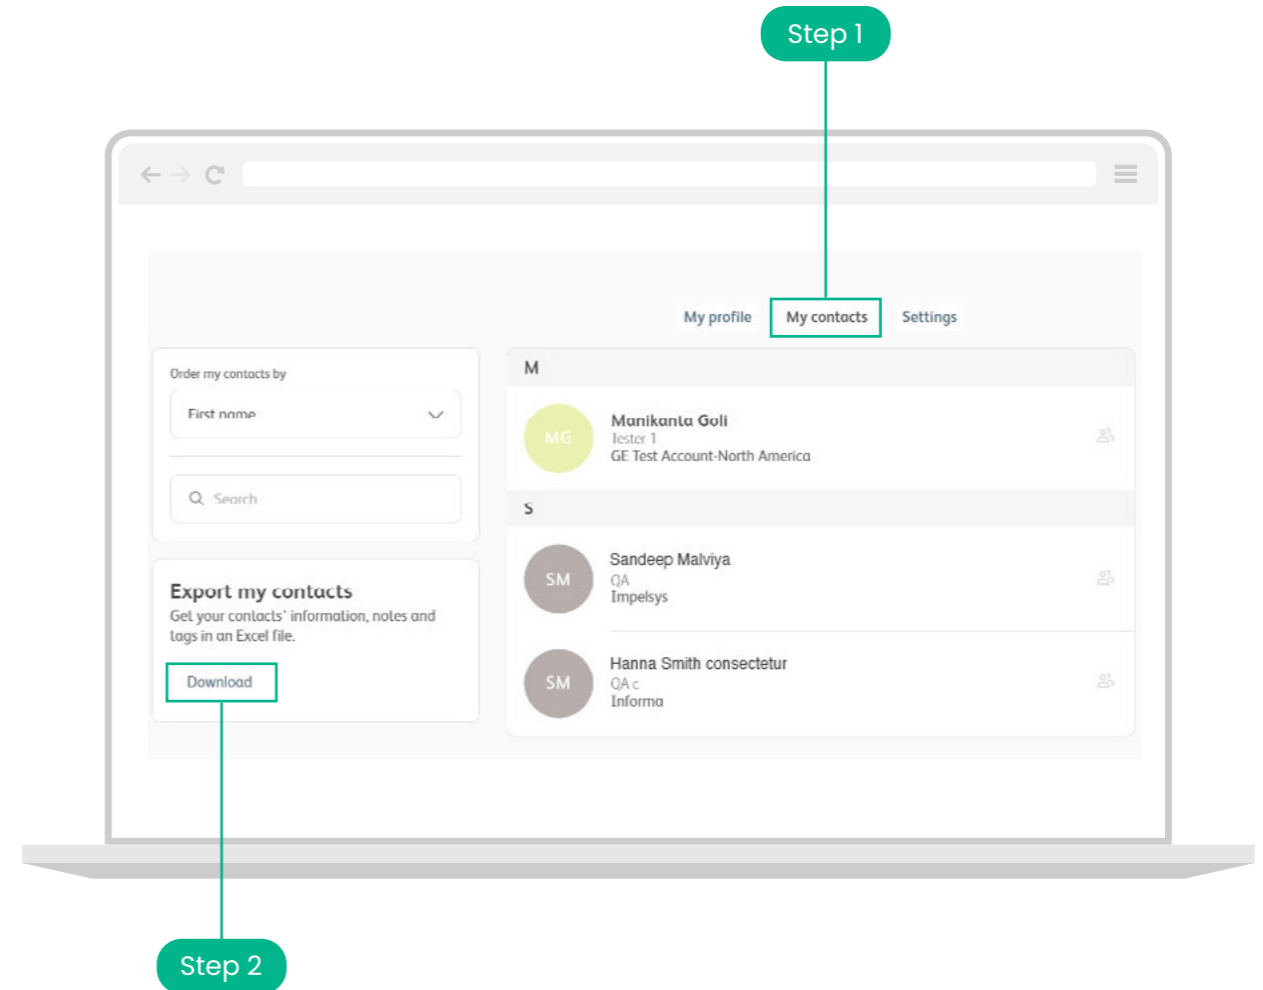 Step 1
My profile
My contacts
Settings
Order my contacts by
First name
Search
Export my contacts
Get your contacts' information, notes and
tags in an Excel file.
Download
M
MG
Manikanta Goli
Tester 1
GE Test Account-North America
S
SM
Sandeep Malviya
QA
Impelsys
SM
Hanna Smith consectetur
QA c
Informa
Step 2